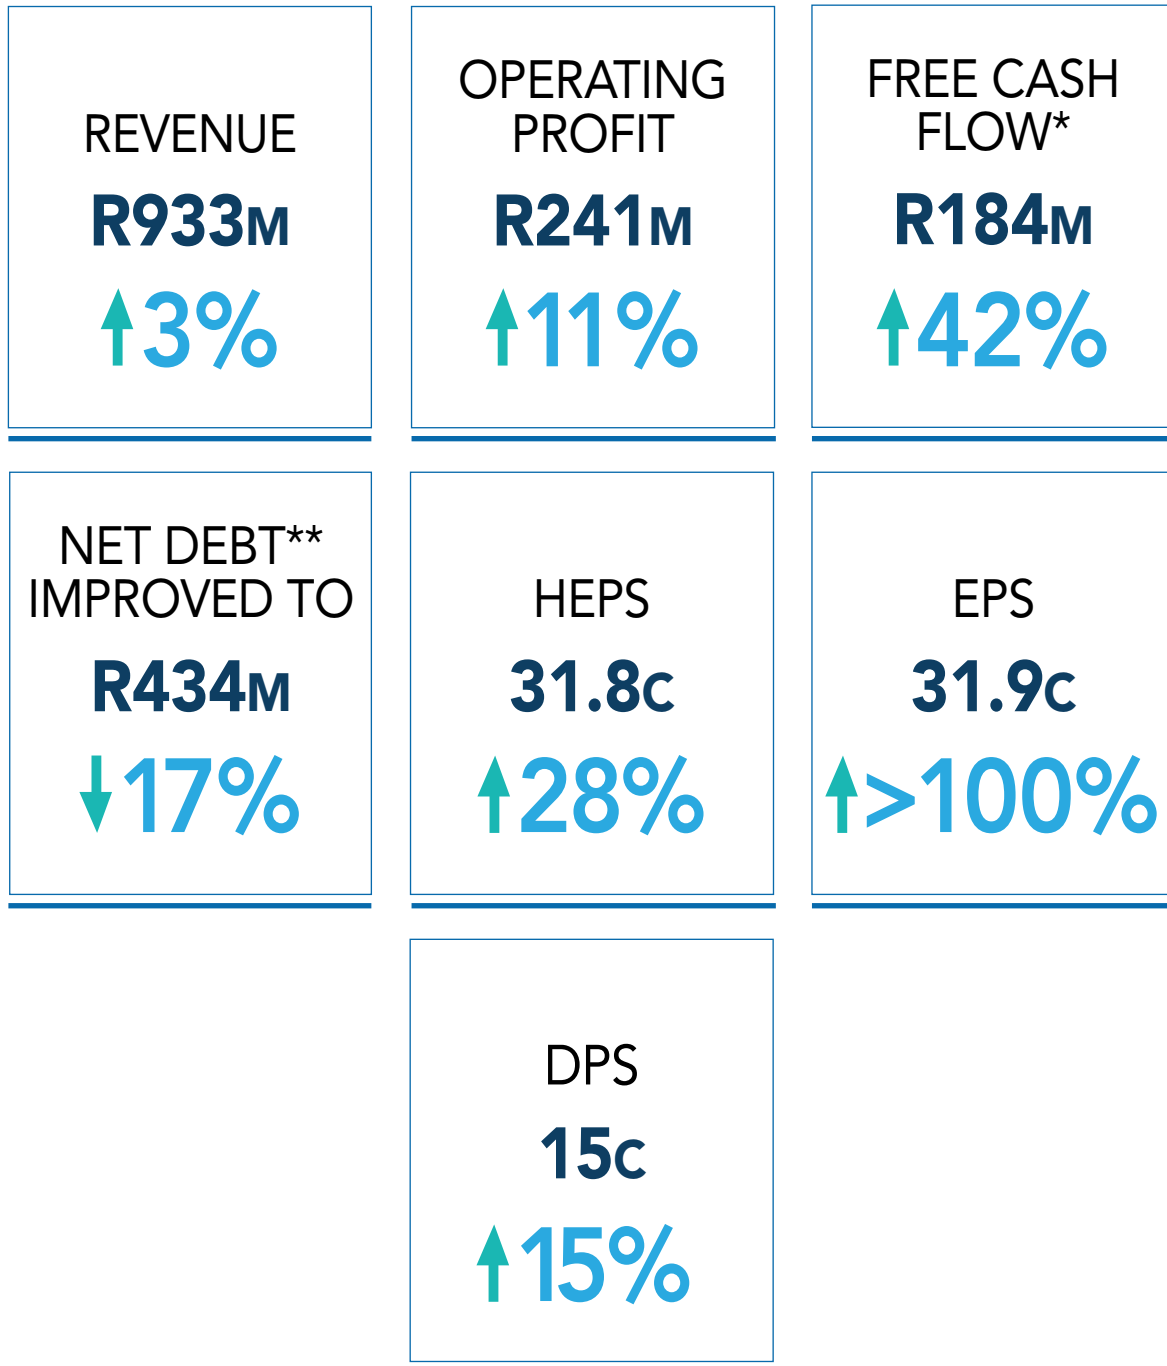 REVENUE
R933M
3%
OPERATING
PROFIT
R241M
11%
FREE CASH
FLOW*
R184M
42%
NET DEBT**
IMPROVED TO
R434M
17%
HEPS
31.8C
28%
EPS
31.9C
>100%
DPS
15C
15%